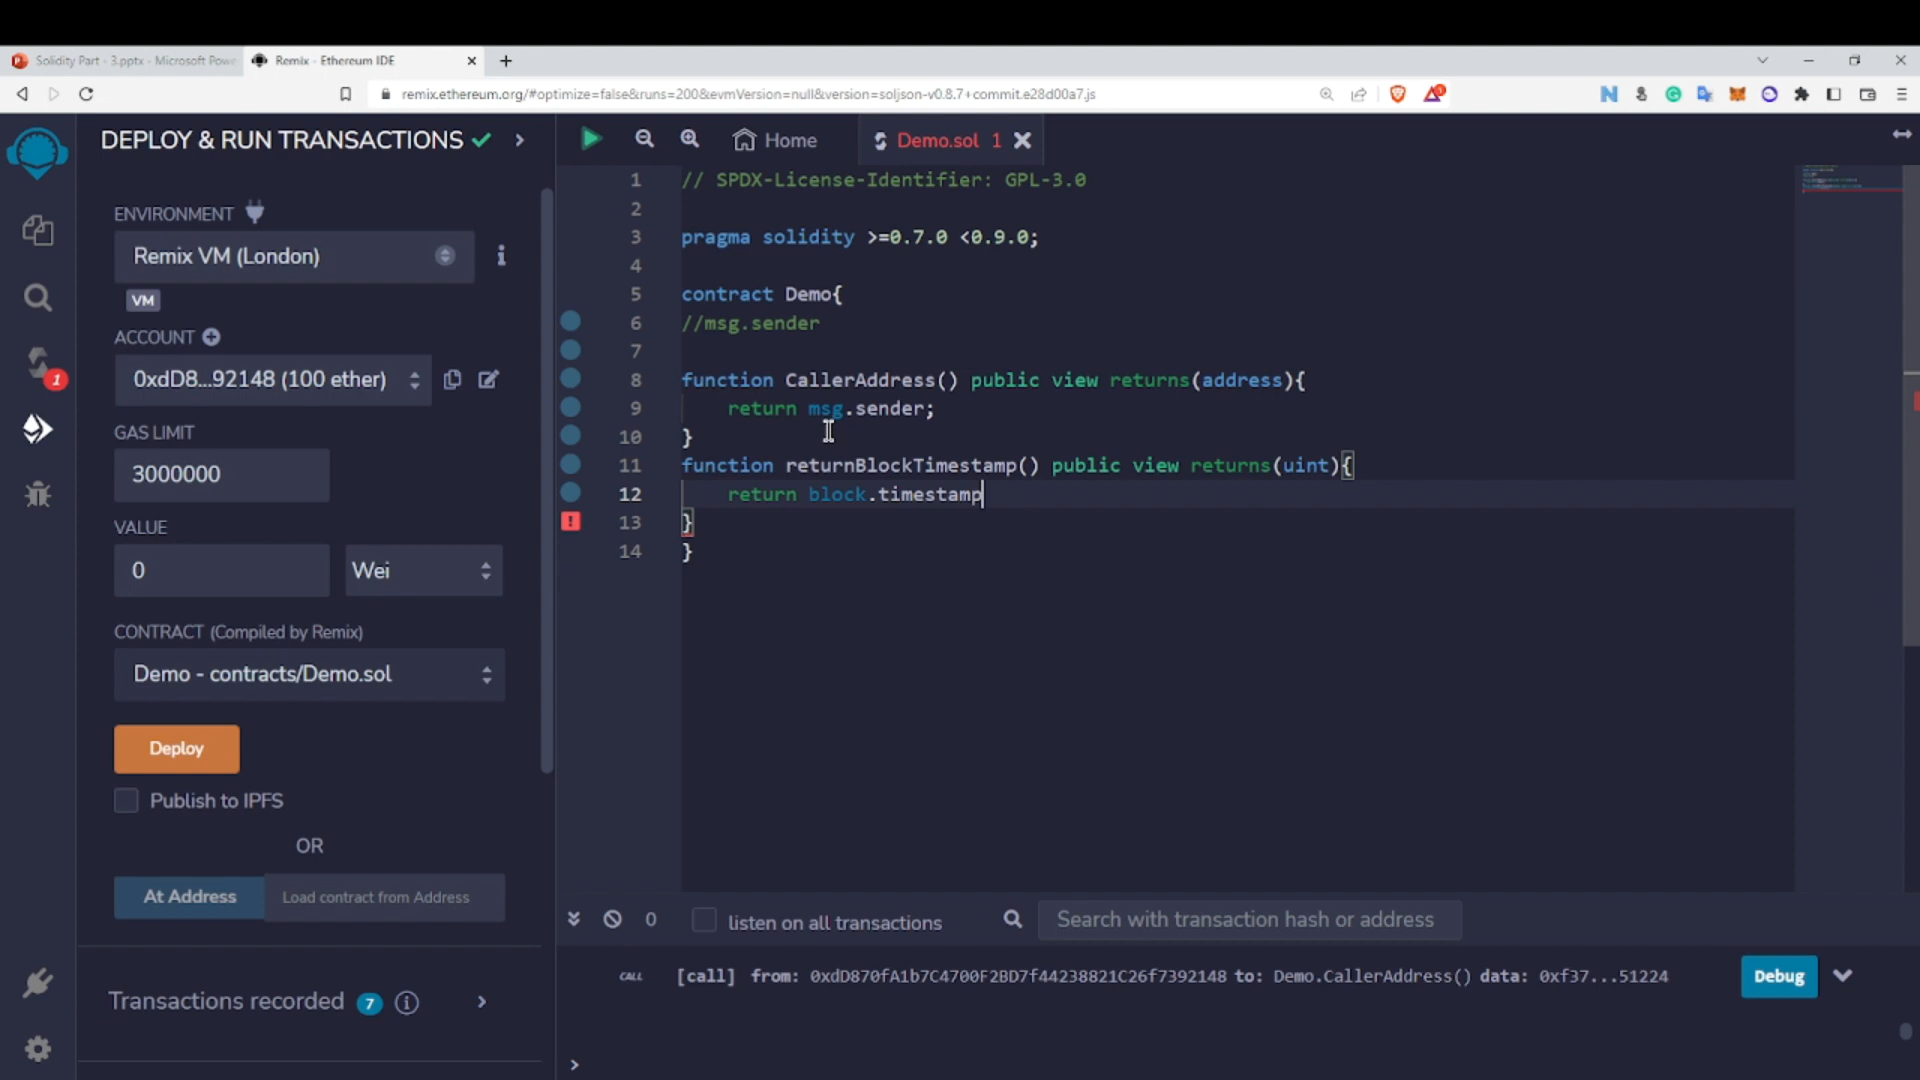 Solidity Part - 3.pptx - Microsoft Powe
Remix - Ethereum IDE
remix.ethereum.org/#optimize=false&runs=200&evmVersion=null&version=soljson-v0.8.7+commit.e28d00a7.js
DEPLOY & RUN TRANSACTIONS
Home
Demo.sol 1
ENVIRONMENT
Remix VM (London)
VM
ACCOUNT
0xdD8...92148 (100 ether)
GAS LIMIT
3000000
VALUE
0
Wei
CONTRACT (Compiled by Remix)
Demo - contracts/Demo.sol
Deploy
Publish to IPFS
OR
At Address
Load contract from Address
Transactions recorded 7
1
1 // SPDX-License-Identifier: GPL-3.0
2
3 pragma solidity >=0.7.0 <0.9.0;
4
5 contract Demo{
6 //msg.sender
7
8 function CallerAddress() public view returns(address){
9 return msg.sender;
10 }
11 function returnBlockTimestamp() public view returns(uint){
12 return block.timestamp
13 }
14 }
0
listen on all transactions
Search with transaction hash or address
CALL [call] from: 0xdD870fA1b7C4700F2BD7f44238821C26f7392148 to: Demo.CallerAddress() data: 0xf37...51224
Debug
>